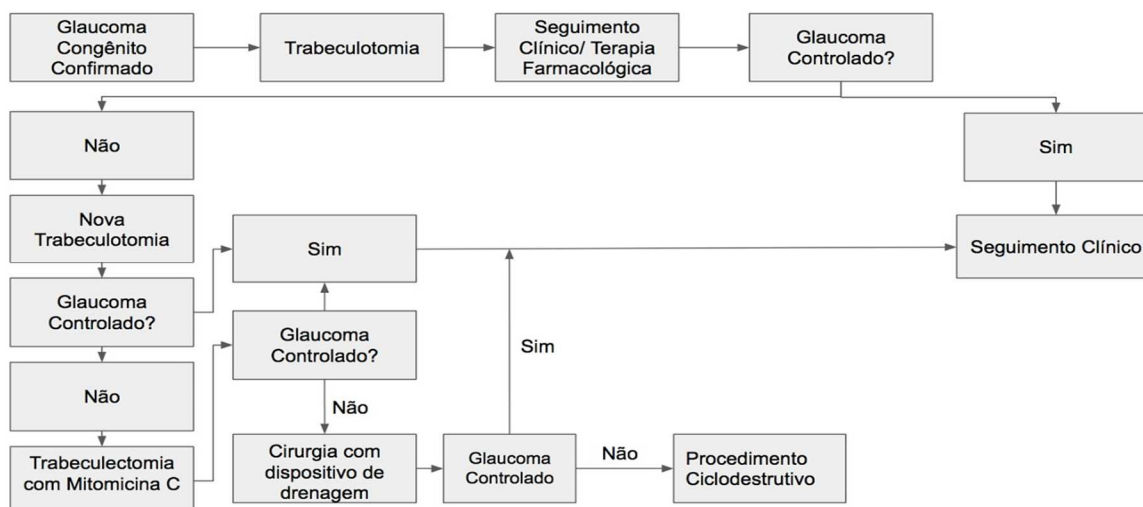 Glaucoma
Congênito
Confirmado
Trabeculotomia
Seguimento
Clínico/ Terapia
Farmacológica
Glaucoma
Controlado?
Não
Sim
Nova
Trabeculotomia
Sim
Seguimento Clínico
Glaucoma
Controlado?
Glaucoma
Controlado?
Sim
Não
Não
Trabeculectomia
com Mitomicina C
Cirurgia com
dispositivo de
drenagem
Glaucoma
Controlado
Não
Procedimento
Ciclodestrutivo